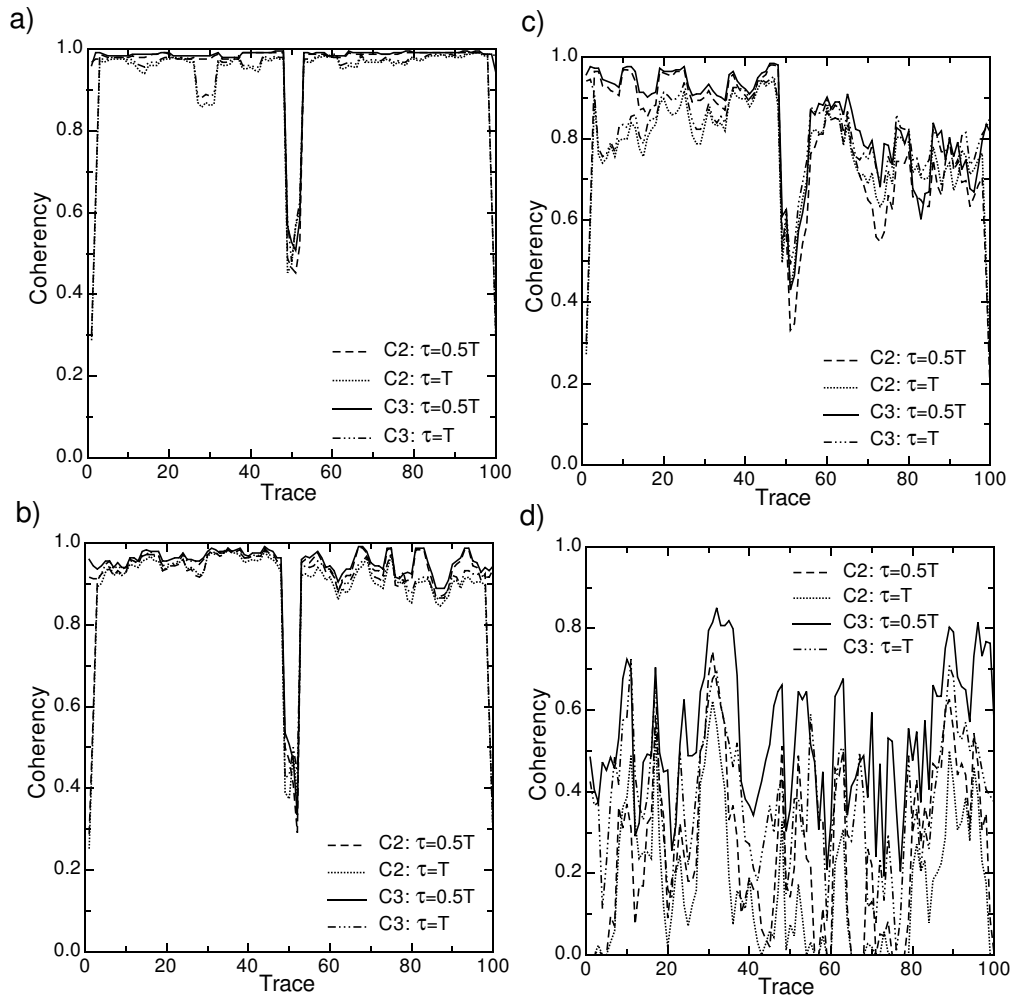 a)
1.0
0.8
0.6
0.4
0.2
0.0
Coherency
0 20 40 60 80 100
Trace
C2: τ=0.5T
C2: τ=T
C3: τ=0.5T
C3: τ=T
c)
1.0
0.8
0.6
0.4
0.2
0.0
Coherency
0 20 40 60 80 100
Trace
C2: τ=0.5T
C2: τ=T
C3: τ=0.5T
C3: τ=T
b)
1.0
0.8
0.6
0.4
0.2
0.0
Coherency
0 20 40 60 80 100
Trace
C2: τ=0.5T
C2: τ=T
C3: τ=0.5T
C3: τ=T
d)
1.0
0.8
0.6
0.4
0.2
0.0
Coherency
0 20 40 60 80 100
Trace
C2: τ=0.5T
C2: τ=T
C3: τ=0.5T
C3: τ=T